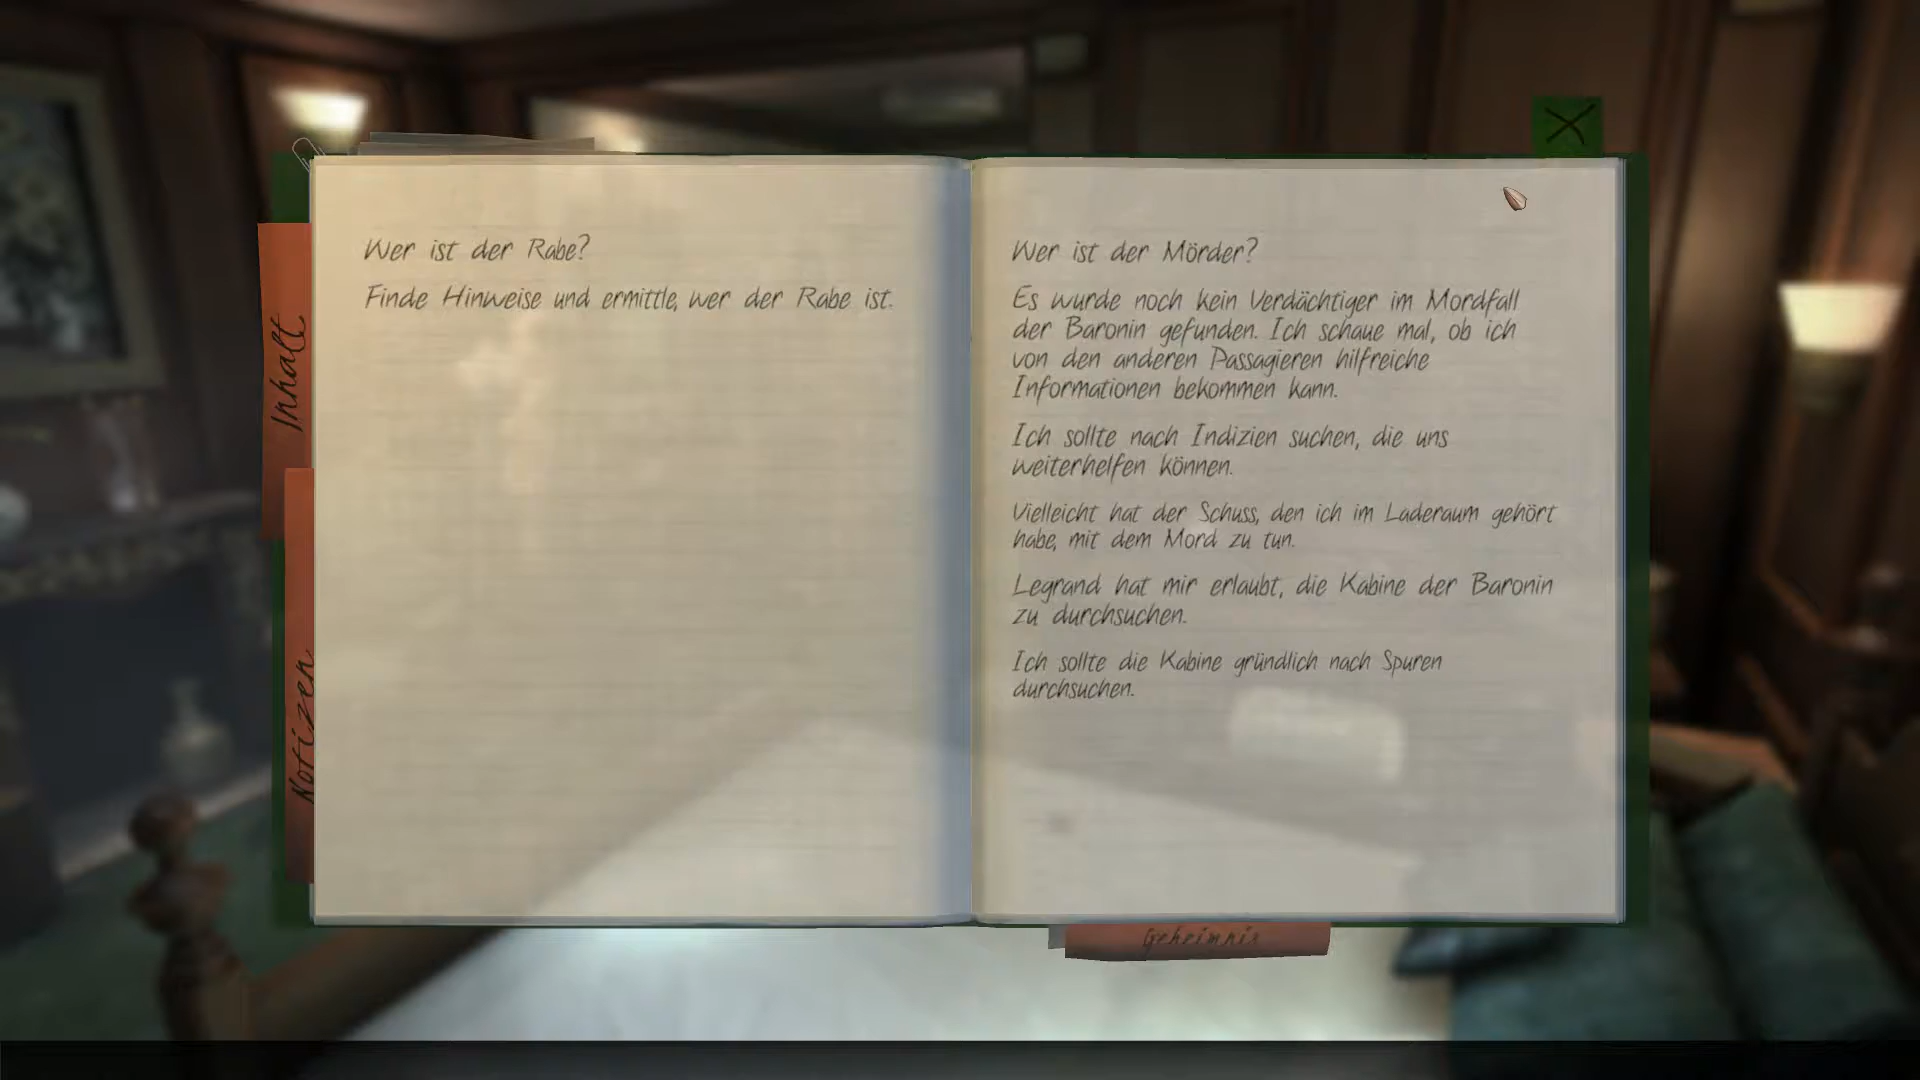 Wer ist der Rabe?
Finde Hinweise und ermittle, wer der Rabe ist.
Wer ist der Mörder?
Es wurde noch kein Verdächtiger im Mordfall
der Baronin gefunden. Ich schaue mal, ob ich
von den anderen Passagieren hilfreiche
Informationen bekommen kann.
Ich sollte nach Indizien suchen, die uns
weiterhelfen können.
Vielleicht hat der Schuss, den ich im Laderaum gehört
habe, mit dem Mord zu tun.
Legrand hat mir erlaubt, die Kabine der Baronin
zu durchsuchen.
Ich sollte die Kabine gründlich nach Spuren
durchsuchen.
Inhalt
Notizen
Geheimnis